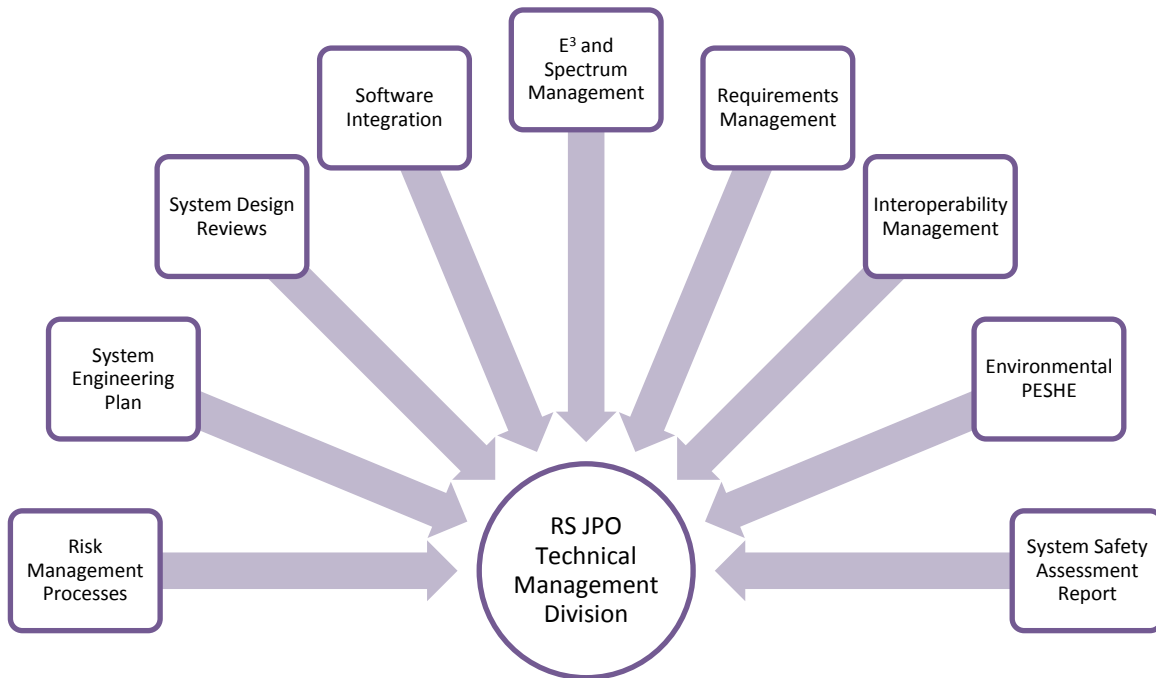 E³ and
Spectrum
Management
Software
Integration
Requirements
Management
System Design
Reviews
Interoperability
Management
System
Engineering
Plan
Environmental
PESHE
Risk
Management
Processes
RS JPO
Technical
Management
Division
System Safety
Assessment
Report